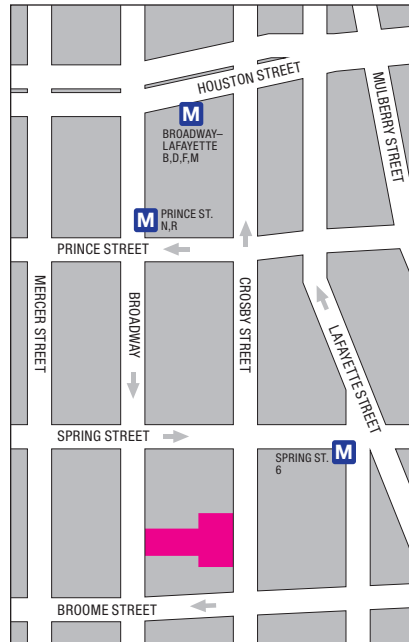 HOUSTON STREET
MULBERRY STREET
M
BROADWAY–
LAFAYETTE
B,D,F,M
M
PRINCE ST.
N,R
PRINCE STREET
MERCER STREET
BROADWAY
CROSBY STREET
LAFAYETTE STREET
SPRING STREET
SPRING ST.
6
M
BROOME STREET